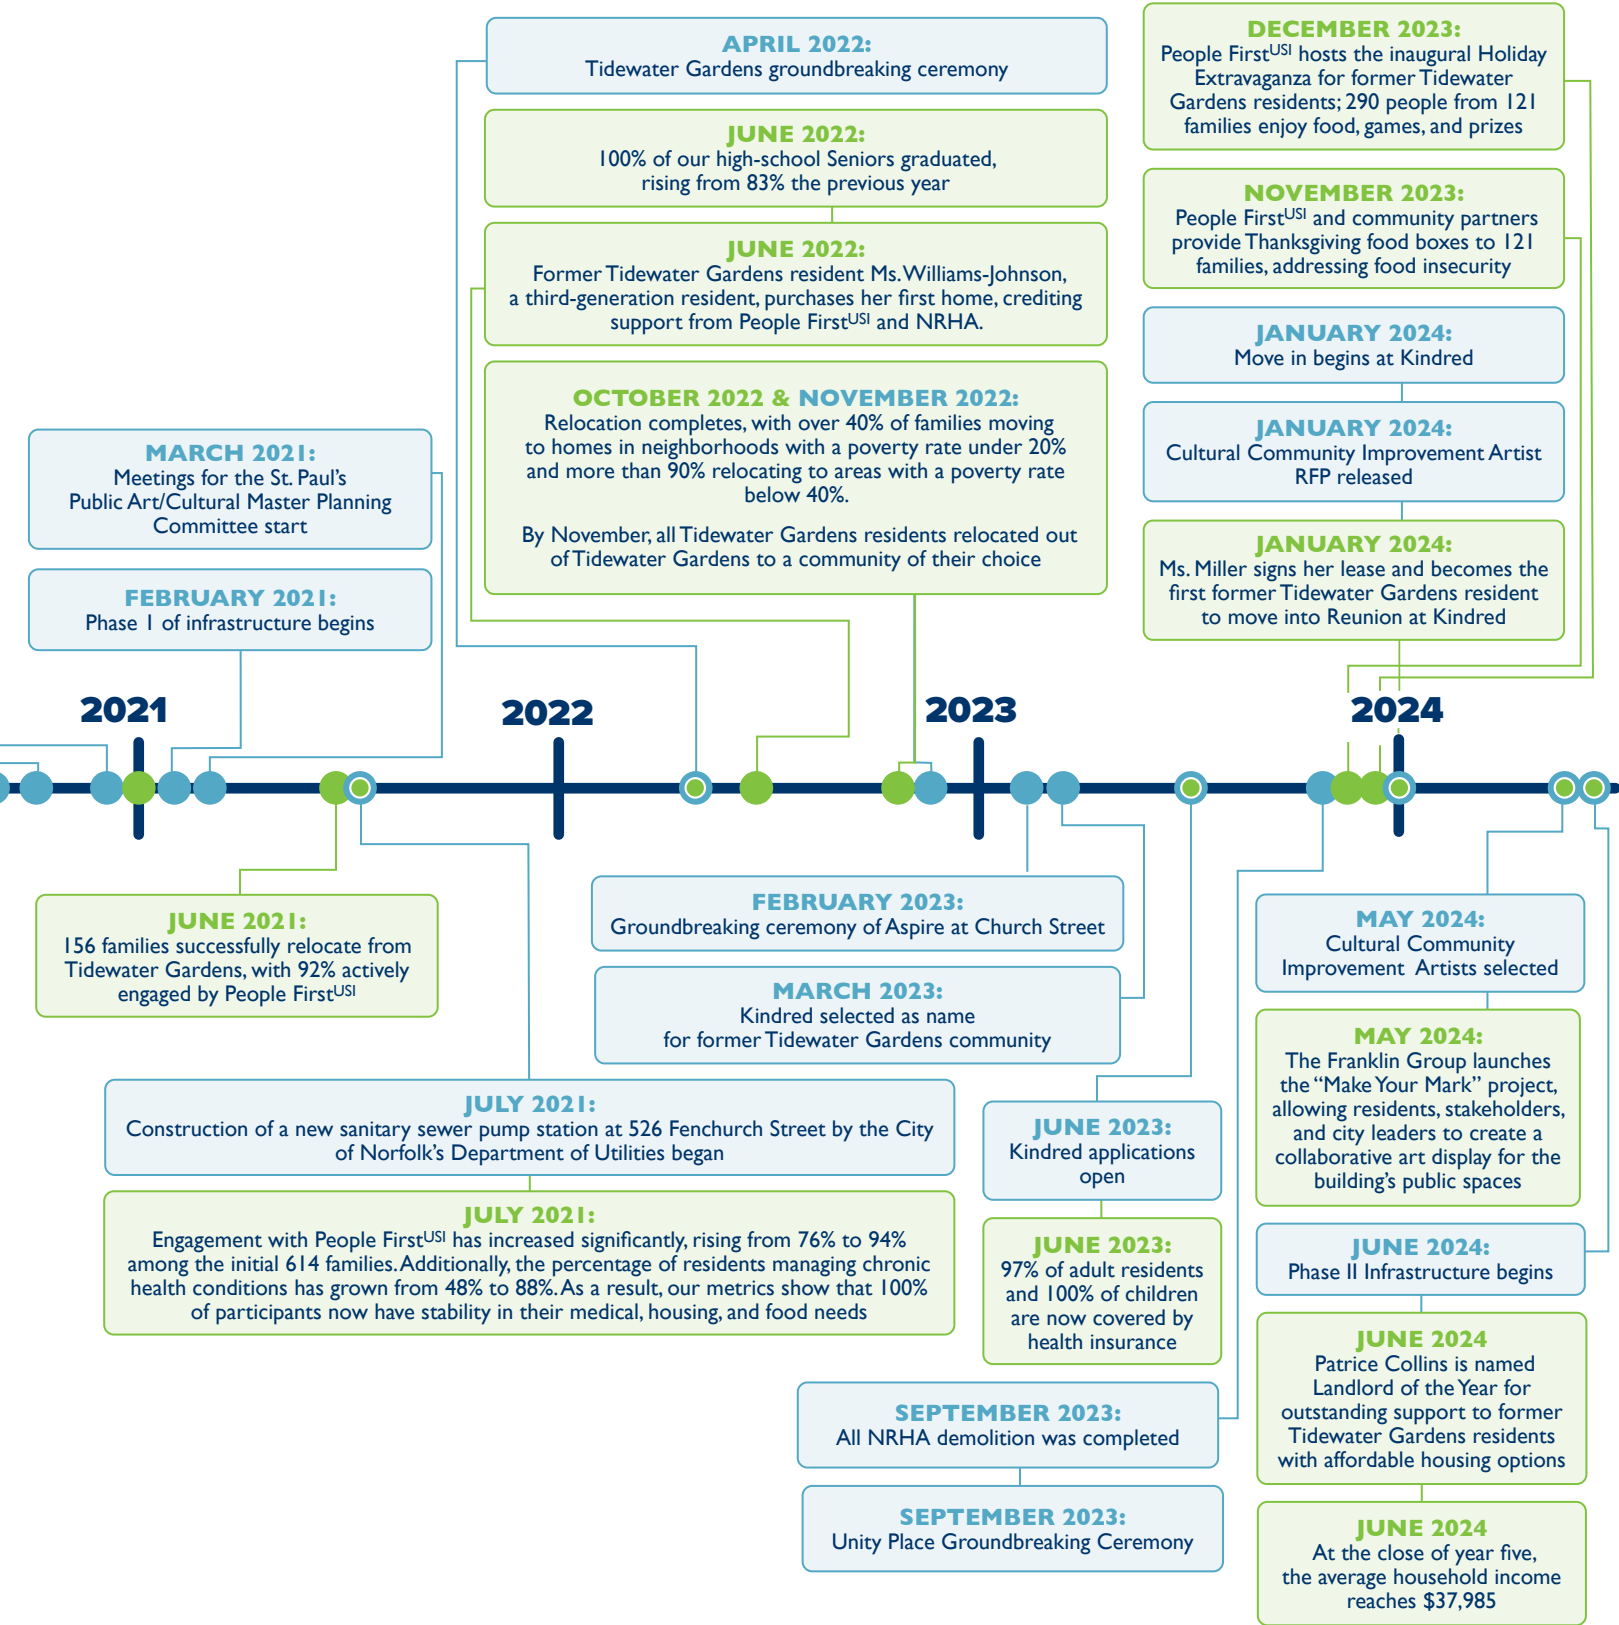 APRIL 2022:
Tidewater Gardens groundbreaking ceremony
JUNE 2022:
100% of our high-school Seniors graduated,
rising from 83% the previous year
JUNE 2022:
Former Tidewater Gardens resident Ms. Williams-Johnson,
a third-generation resident, purchases her first home, crediting
support from People FirstUSI and NRHA.
OCTOBER 2022 & NOVEMBER 2022:
Relocation completes, with over 40% of families moving
to homes in neighborhoods with a poverty rate under 20%
and more than 90% relocating to areas with a poverty rate
below 40%.
By November, all Tidewater Gardens residents relocated out
of Tidewater Gardens to a community of their choice
DECEMBER 2023:
People FirstUSI hosts the inaugural Holiday
Extravaganza for former Tidewater
Gardens residents; 290 people from 121
families enjoy food, games, and prizes
NOVEMBER 2023:
People FirstUSI and community partners
provide Thanksgiving food boxes to 121
families, addressing food insecurity
JANUARY 2024:
Move in begins at Kindred
JANUARY 2024:
Cultural Community Improvement Artist
RFP released
JANUARY 2024:
Ms. Miller signs her lease and becomes the
first former Tidewater Gardens resident
to move into Reunion at Kindred
MARCH 2021:
Meetings for the St. Paul's
Public Art/Cultural Master Planning
Committee start
FEBRUARY 2021:
Phase 1 of infrastructure begins
2021
2022
2023
2024
JUNE 2021:
156 families successfully relocate from
Tidewater Gardens, with 92% actively
engaged by People FirstUSI
FEBRUARY 2023:
Groundbreaking ceremony of Aspire at Church Street
MARCH 2023:
Kindred selected as name
for former Tidewater Gardens community
JULY 2021:
Construction of a new sanitary sewer pump station at 526 Fenchurch Street by the City
of Norfolk's Department of Utilities began
JULY 2021:
Engagement with People FirstUSI has increased significantly, rising from 76% to 94%
among the initial 614 families. Additionally, the percentage of residents managing chronic
health conditions has grown from 48% to 88%. As a result, our metrics show that 100%
of participants now have stability in their medical, housing, and food needs
JUNE 2023:
Kindred applications
open
JUNE 2023:
97% of adult residents
and 100% of children
are now covered by
health insurance
SEPTEMBER 2023:
All NRHA demolition was completed
SEPTEMBER 2023:
Unity Place Groundbreaking Ceremony
MAY 2024:
Cultural Community
Improvement Artists selected
MAY 2024:
The Franklin Group launches
the “Make Your Mark” project,
allowing residents, stakeholders,
and city leaders to create a
collaborative art display for the
building's public spaces
JUNE 2024:
Phase II Infrastructure begins
JUNE 2024
Patrice Collins is named
Landlord of the Year for
outstanding support to former
Tidewater Gardens residents
with affordable housing options
JUNE 2024
At the close of year five,
the average household income
reaches $37,985